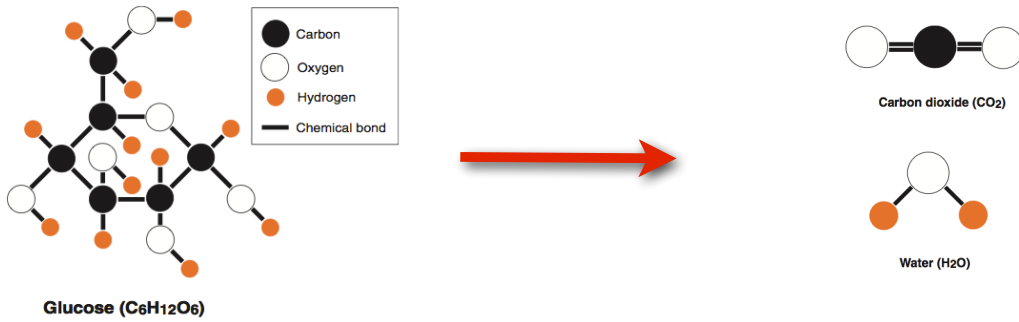 Carbon
Oxygen
Hydrogen
Chemical bond
Glucose (C6H12O6)
Carbon dioxide (CO2)
Water (H2O)